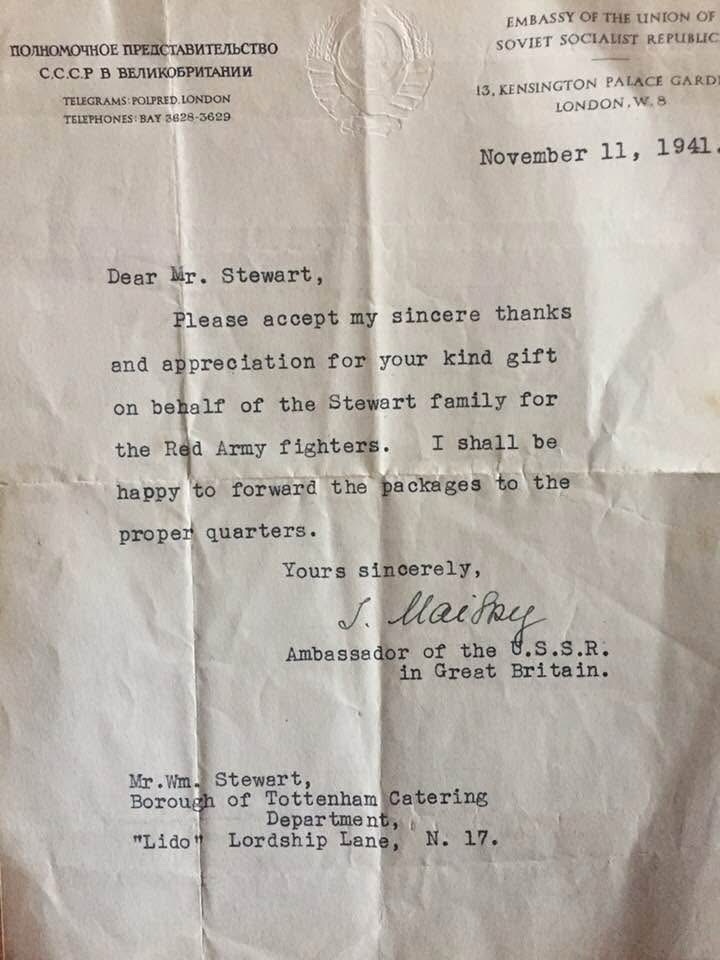 ПОЛНОМОЧНОЕ ПРЕДСТАВИТЕЛЬСТВО
С.С.С.Р В ВЕЛИКОБРИТАНИИ
TELEGRAMS: POLPRED. LONDON
TELEPHONES: BAY 3628-3629
EMBASSY OF THE UNION OF
SOVIET SOCIALIST REPUBLIC
13, KENSINGTON PALACE GARD
LONDON, W. 8
November 11, 1941.
Dear Mr. Stewart,
Please accept my sincere thanks
and appreciation for your kind gift
on behalf of the Stewart family for
the Red Army fighters. I shall be
happy to forward the packages to the
proper quarters.
Yours sincerely,
J. Maisky
Ambassador of the U.S.S.R.
in Great Britain.
Mr.Wm. Stewart,
Borough of Tottenham Catering
Department,
"Lido" Lordship Lane, N. 17.